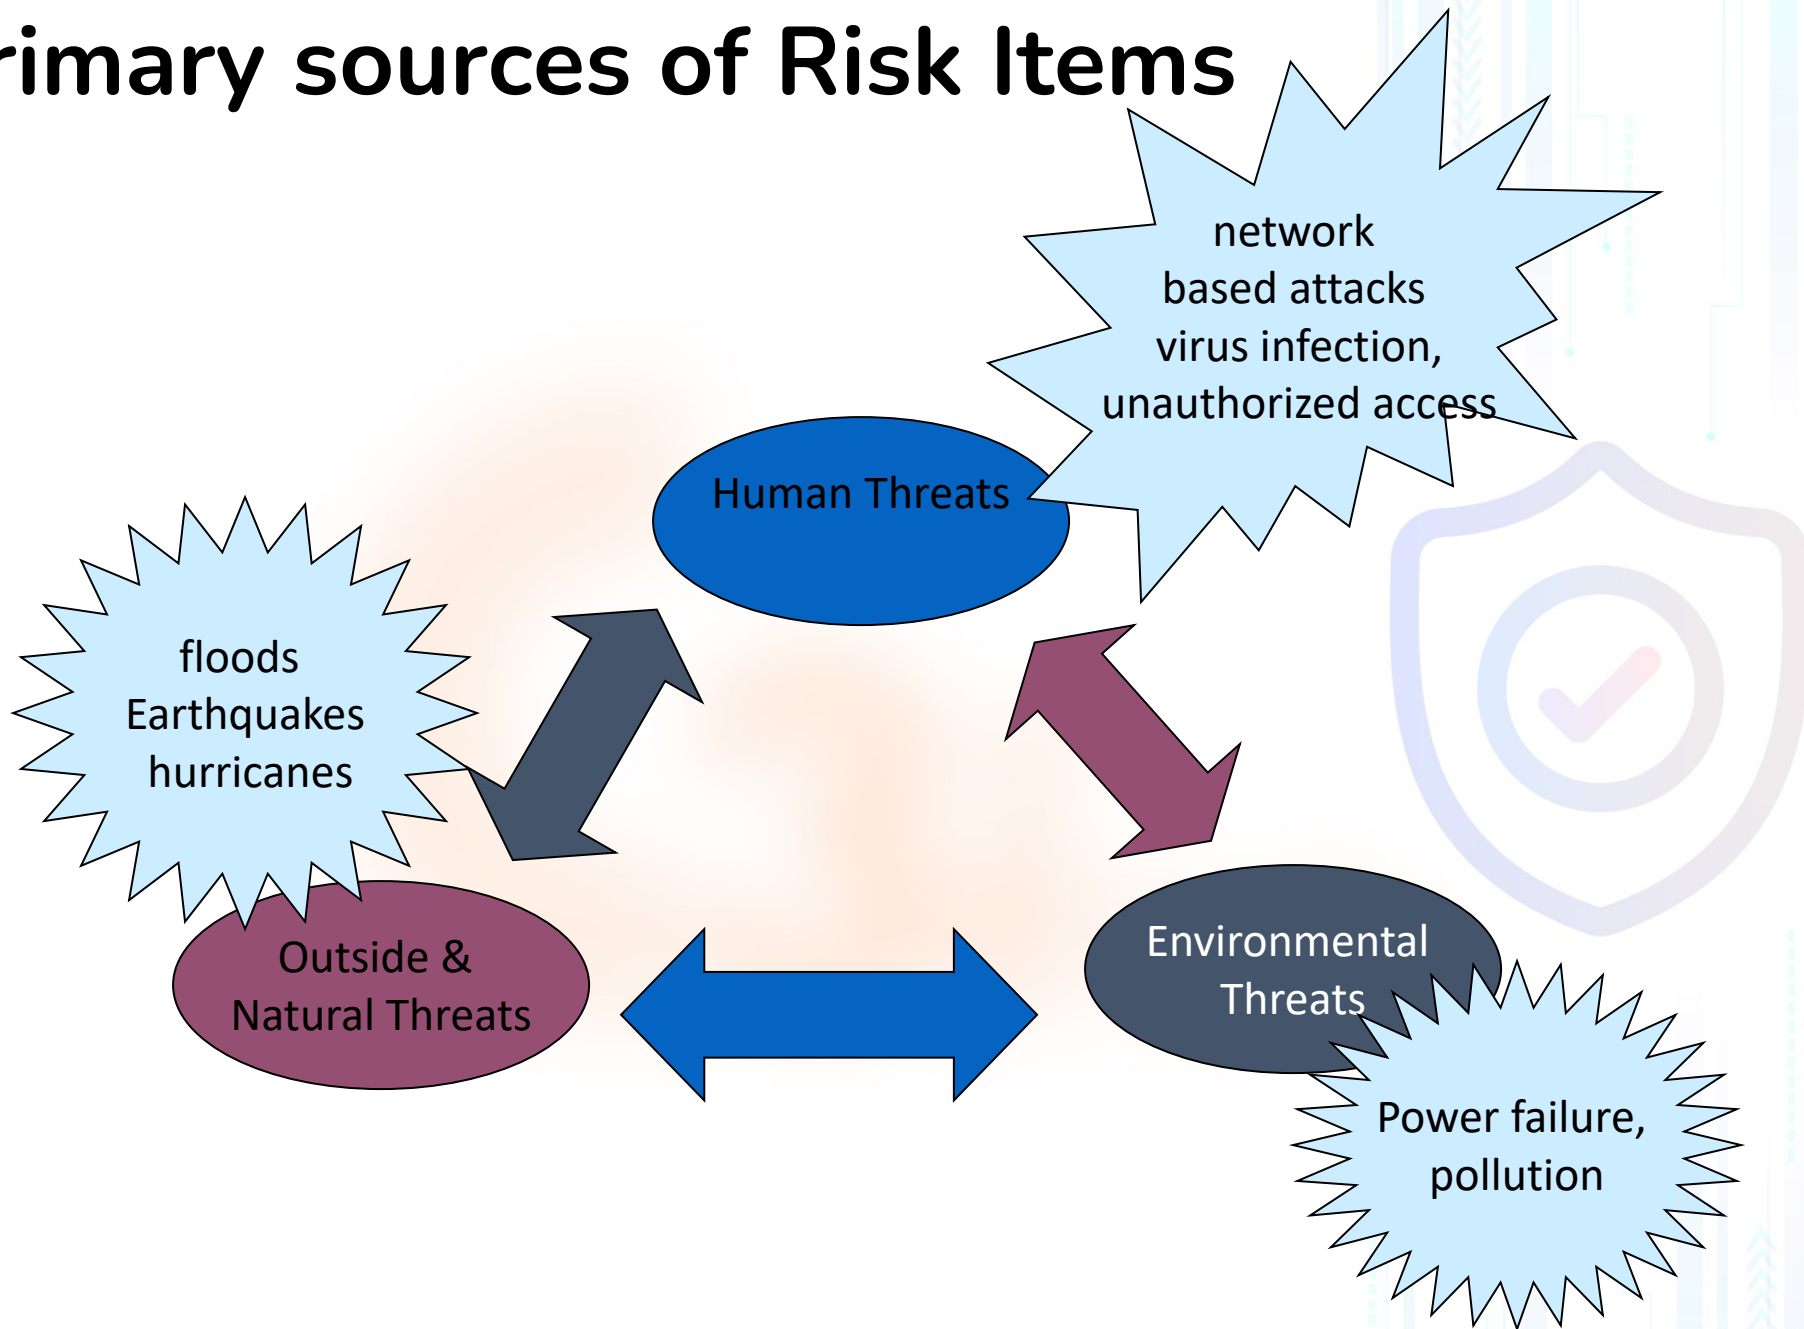 rimary sources of Risk Items
network
based attacks
virus infection,
unauthorized access
Human Threats
floods
Earthquakes
hurricanes
Outside &
Natural Threats
Environmental
Threats
Power failure,
pollution